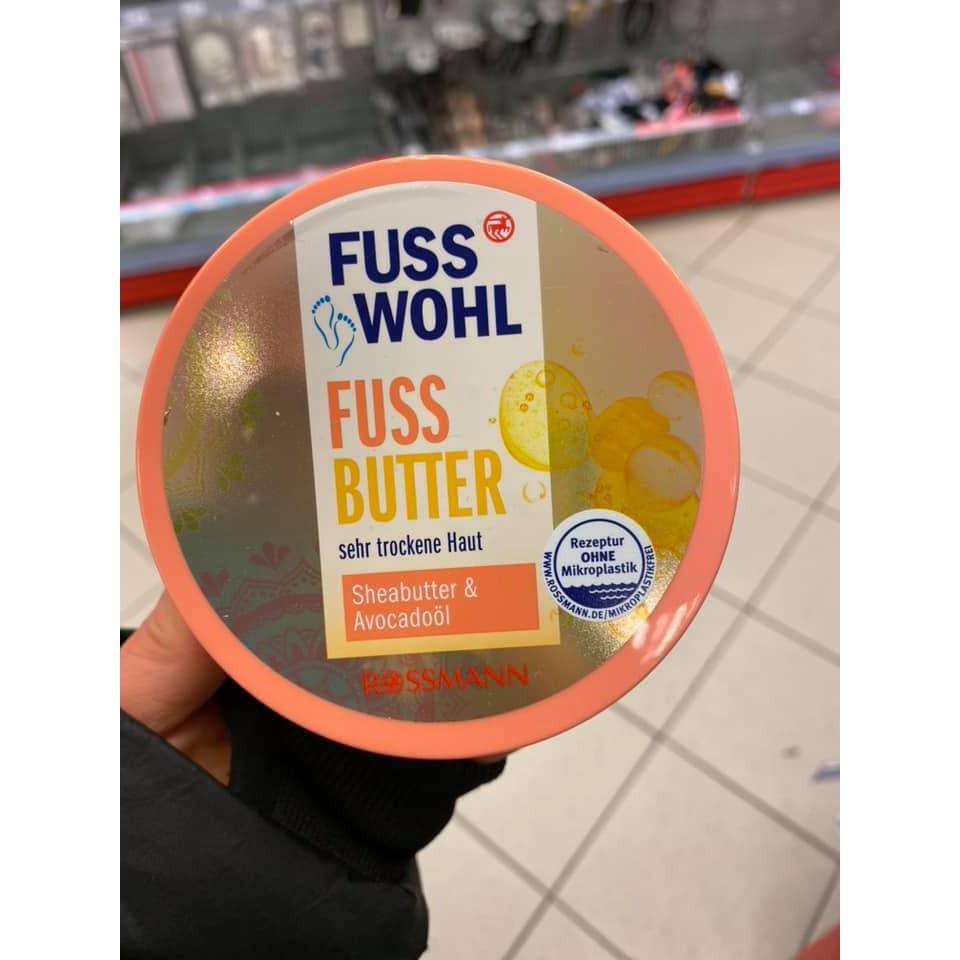 FUSS
WOHL
FUSS
BUTTER
sehr trockene Haut
Sheabutter &
Avocadoöl
Rezeptur
OHNE
Mikroplastik
WWW.ROSSMANN.DE/MIKROPLASTIKFREI
ROSSMANN